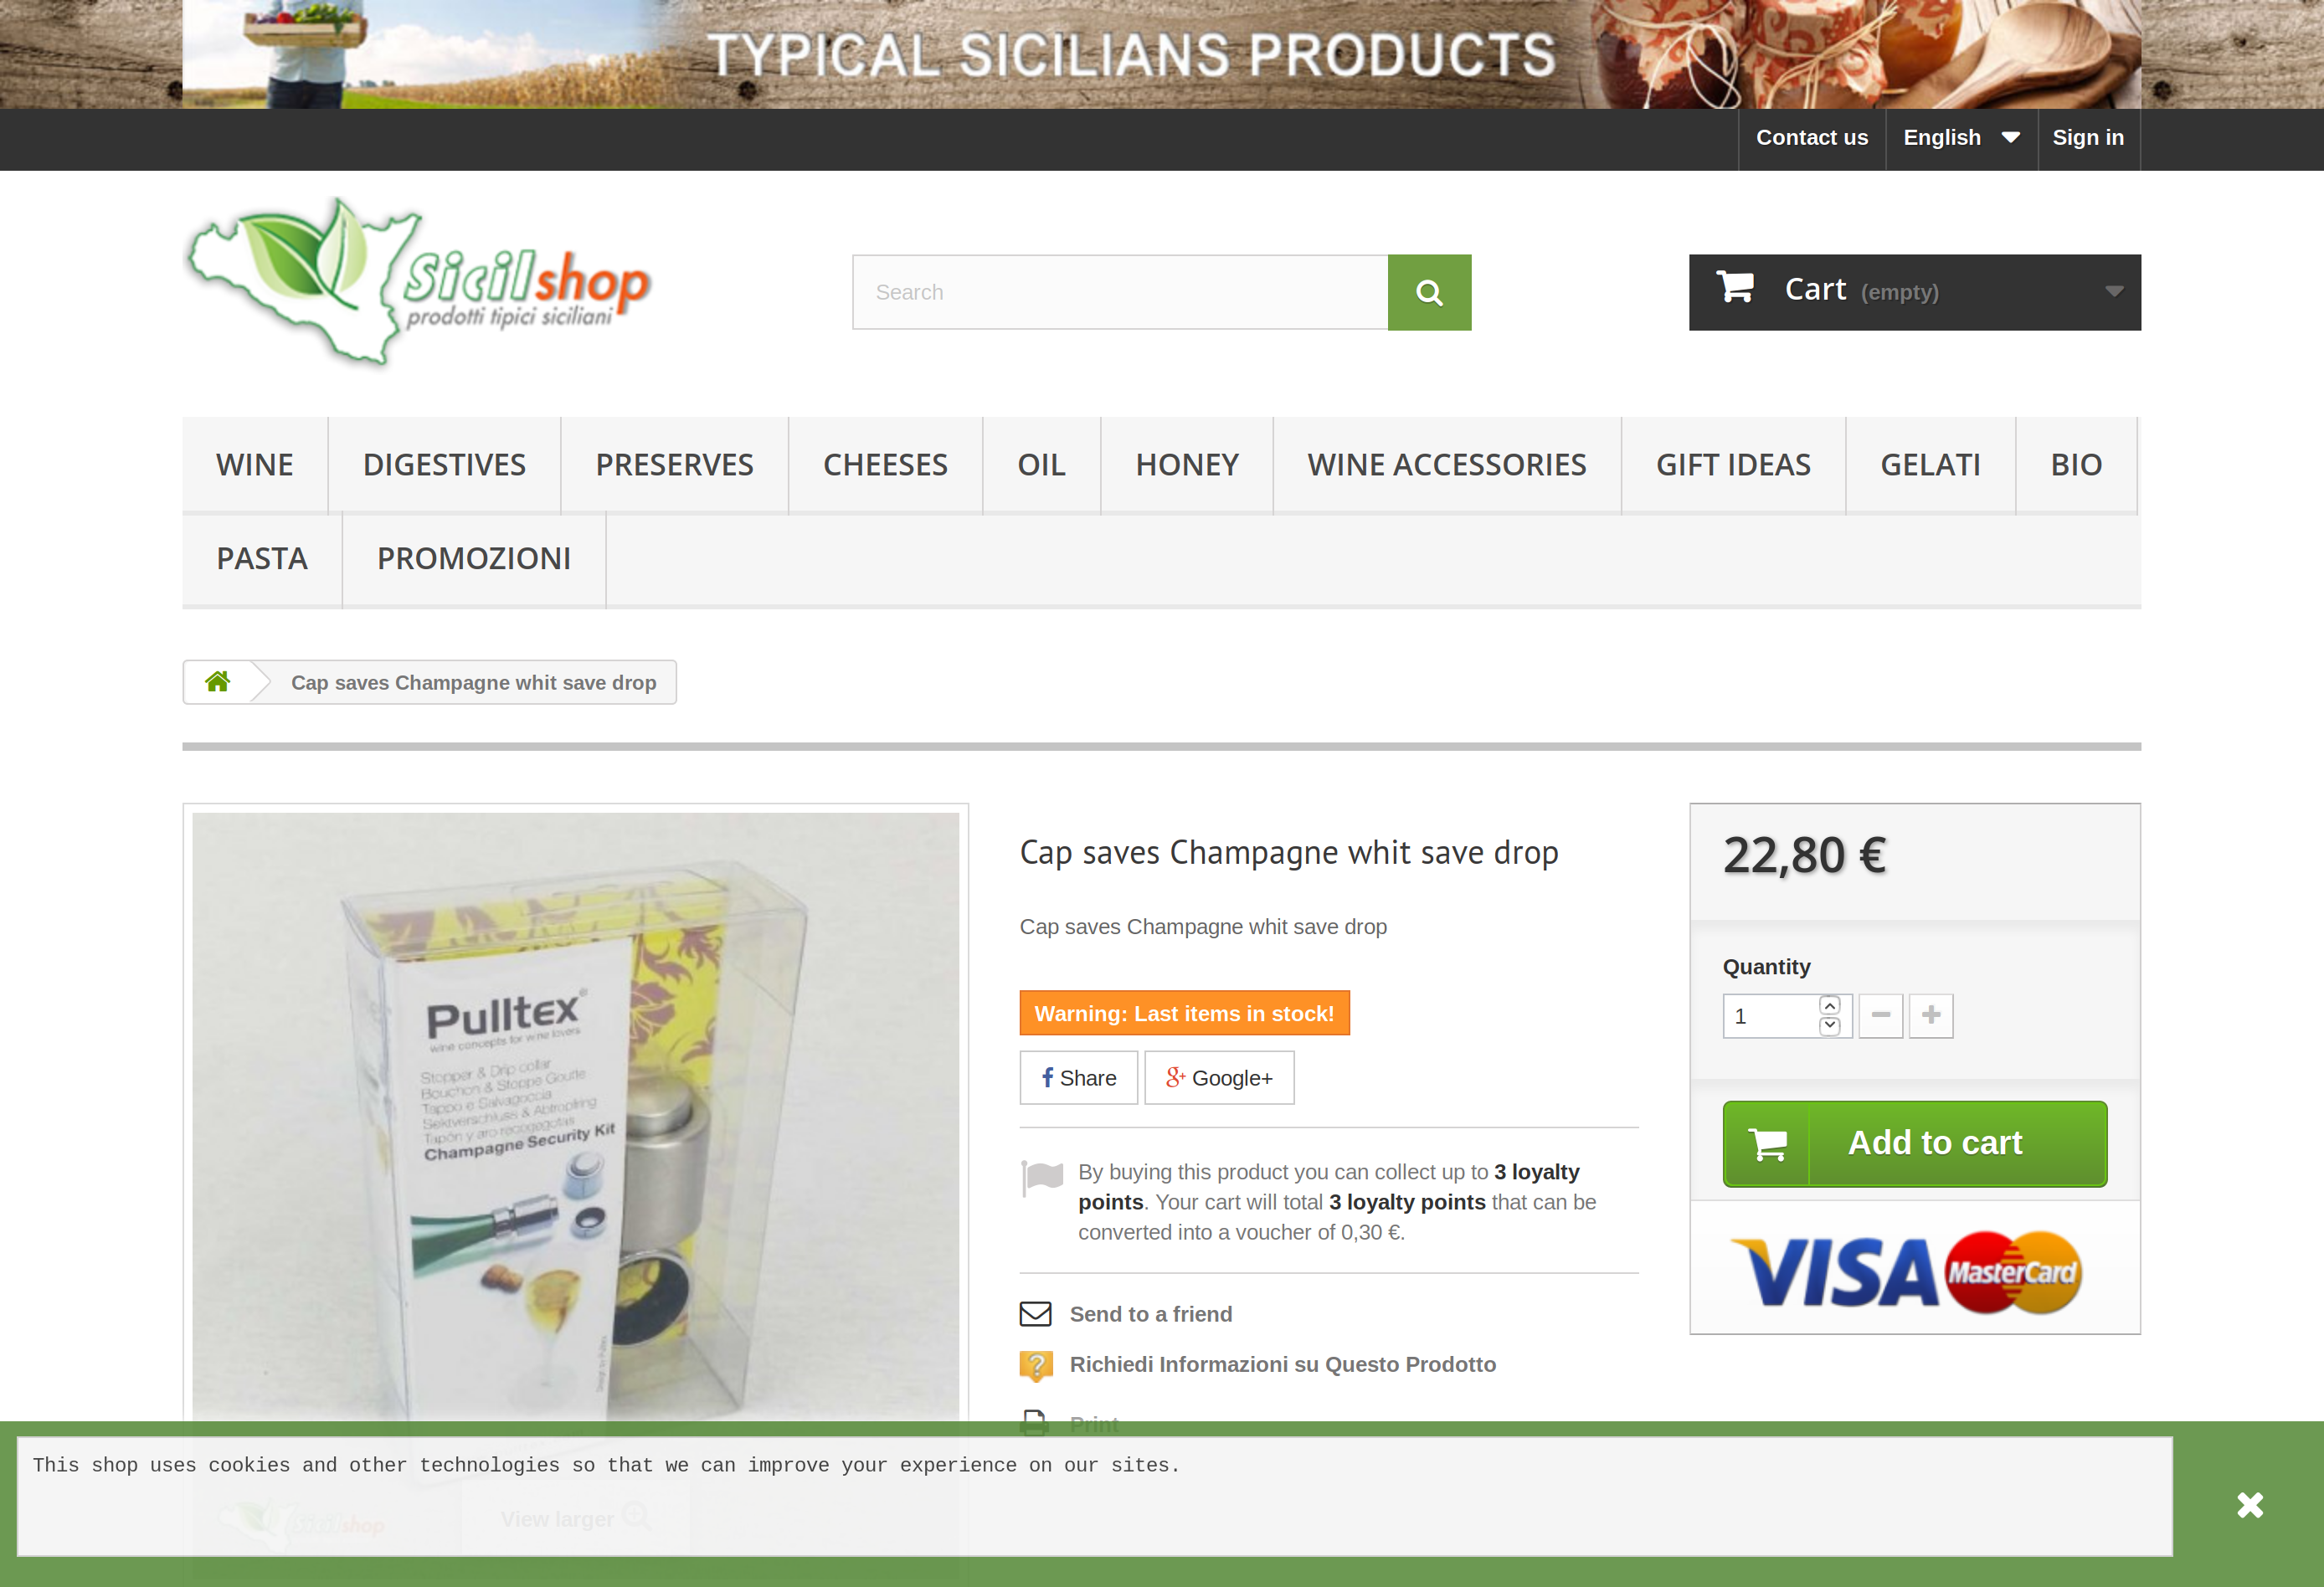 TYPICAL SICILIANS PRODUCTS
Contact us
English
Sign in
Sicilshop
prodotti tipici siciliani
Search
Cart (empty)
WINE
DIGESTIVES
PRESERVES
CHEESES
OIL
HONEY
WINE ACCESSORIES
GIFT IDEAS
GELATI
BIO
PASTA
PROMOZIONI
Cap saves Champagne whit save drop
Pulltex®
wine concepts for wine lovers
Stopper & Drip collar
Bouchon & Stoppe Goutte
Tappo e Salvagoccia
Sektverschluss & Abtropfring
Tapón y aro recogegotas
Champagne Security Kit
Cap saves Champagne whit save drop
Cap saves Champagne whit save drop
Warning: Last items in stock!
Share
Google+
By buying this product you can collect up to 3 loyalty
points. Your cart will total 3 loyalty points that can be
converted into a voucher of 0,30 €.
Send to a friend
Richiedi Informazioni su Questo Prodotto
Print
22,80 €
Quantity
1
Add to cart
VISA
MasterCard
This shop uses cookies and other technologies so that we can improve your experience on our sites.
Sicilshop
View larger